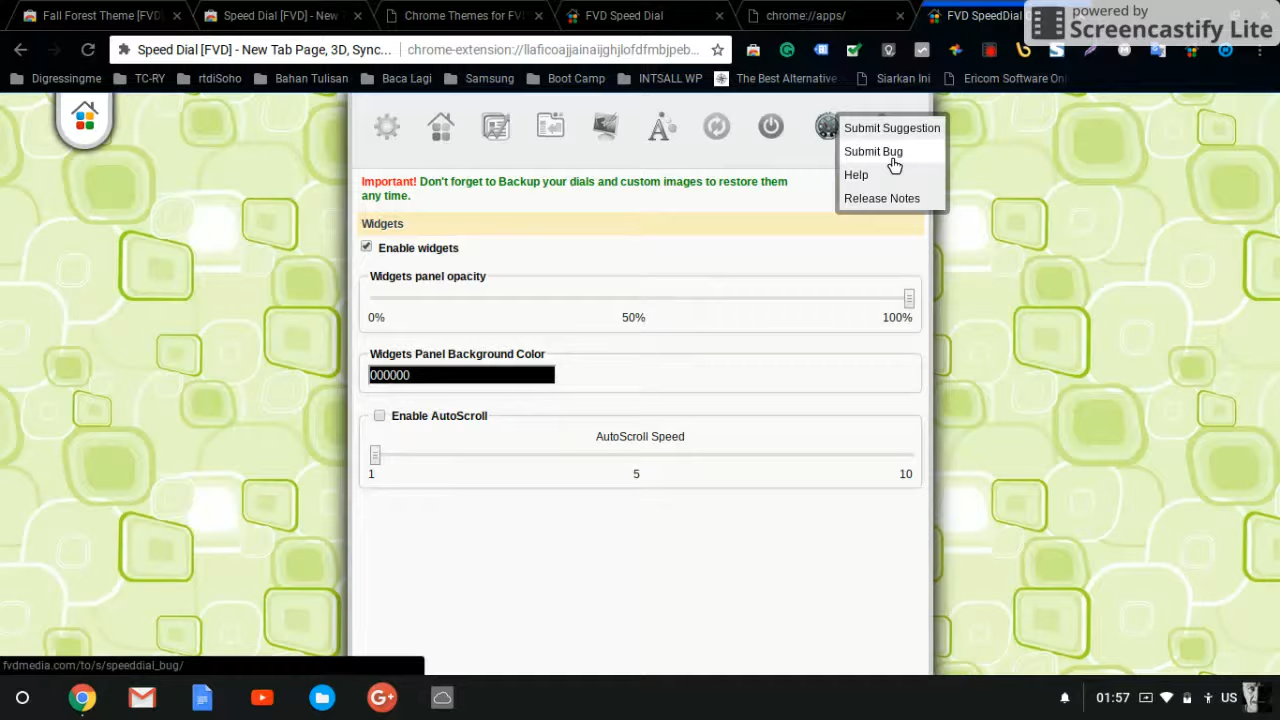 Fall Forest Theme [FVD]
Speed Dial [FVD] - New
Chrome Themes for FV
FVD Speed Dial
chrome://apps/
FVD SpeedDial
powered by
Screencastify Lite
Speed Dial [FVD] - New Tab Page, 3D, Sync...
chrome-extension://llaficoajjainaijghjlofdfmbjpeb...
Digressingme
TC-RY
rtdiSoho
Bahan Tulisan
Baca Lagi
Samsung
Boot Camp
INTSALL WP
The Best Alternative
Siarkan Ini
Ericom Software Onl
Submit Suggestion
Submit Bug
Help
Release Notes
Important! Don't forget to Backup your dials and custom images to restore them
any time.
Widgets
Enable widgets
Widgets panel opacity
0%
50%
100%
Widgets Panel Background Color
000000
Enable AutoScroll
AutoScroll Speed
1
5
10
fvdmedia.com/to/s/speeddial_bug/
01:57
US